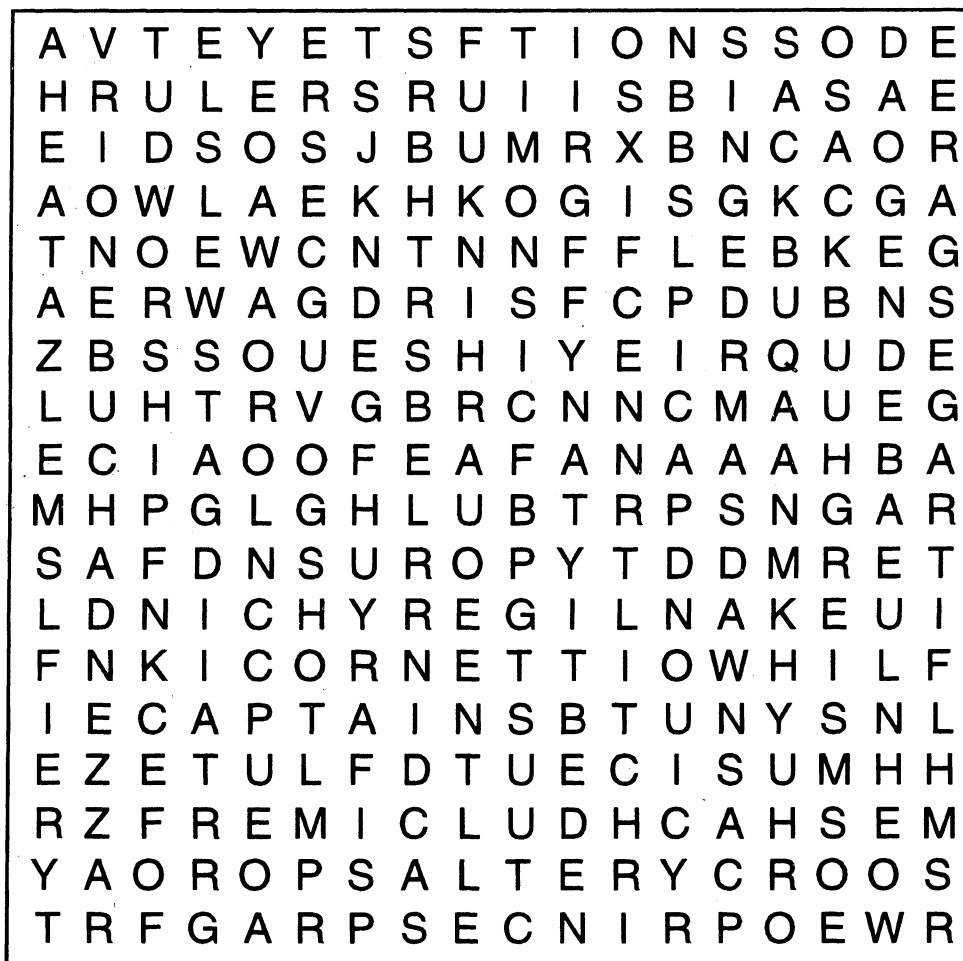 A V T E Y E T S F T I O N S S O D E
H R U L E R S R U I I S B I A S A E
E I D S O S J B U M R X B N C A O R
A O W L A E K H K O G I S G K C G A
T N O E W C N T N N F F L E B K E G
A E R W A G D R I S F C P D U B N S
Z B S S O U E S H I Y E I R Q U D E
L U H T R V G B R C N N C M A U E G
E C I A O O F E A F A N A A A H B A
M H P G L G H L U B T R P S N G A R
S A F D N S U R O P Y T D D M R E T
L D N I C H Y R E G I L N A K E U I
F N K I C O R N E T T I O W H I L F
I E C A P T A I N S B T U N Y S N L
E Z E T U L F D T U E C I S U M H H
R Z F R E M I C L U D H C A H S E M
Y A O R O P S A L T E R Y C R O O S
T R F G A R P S E C N I R P O E W R